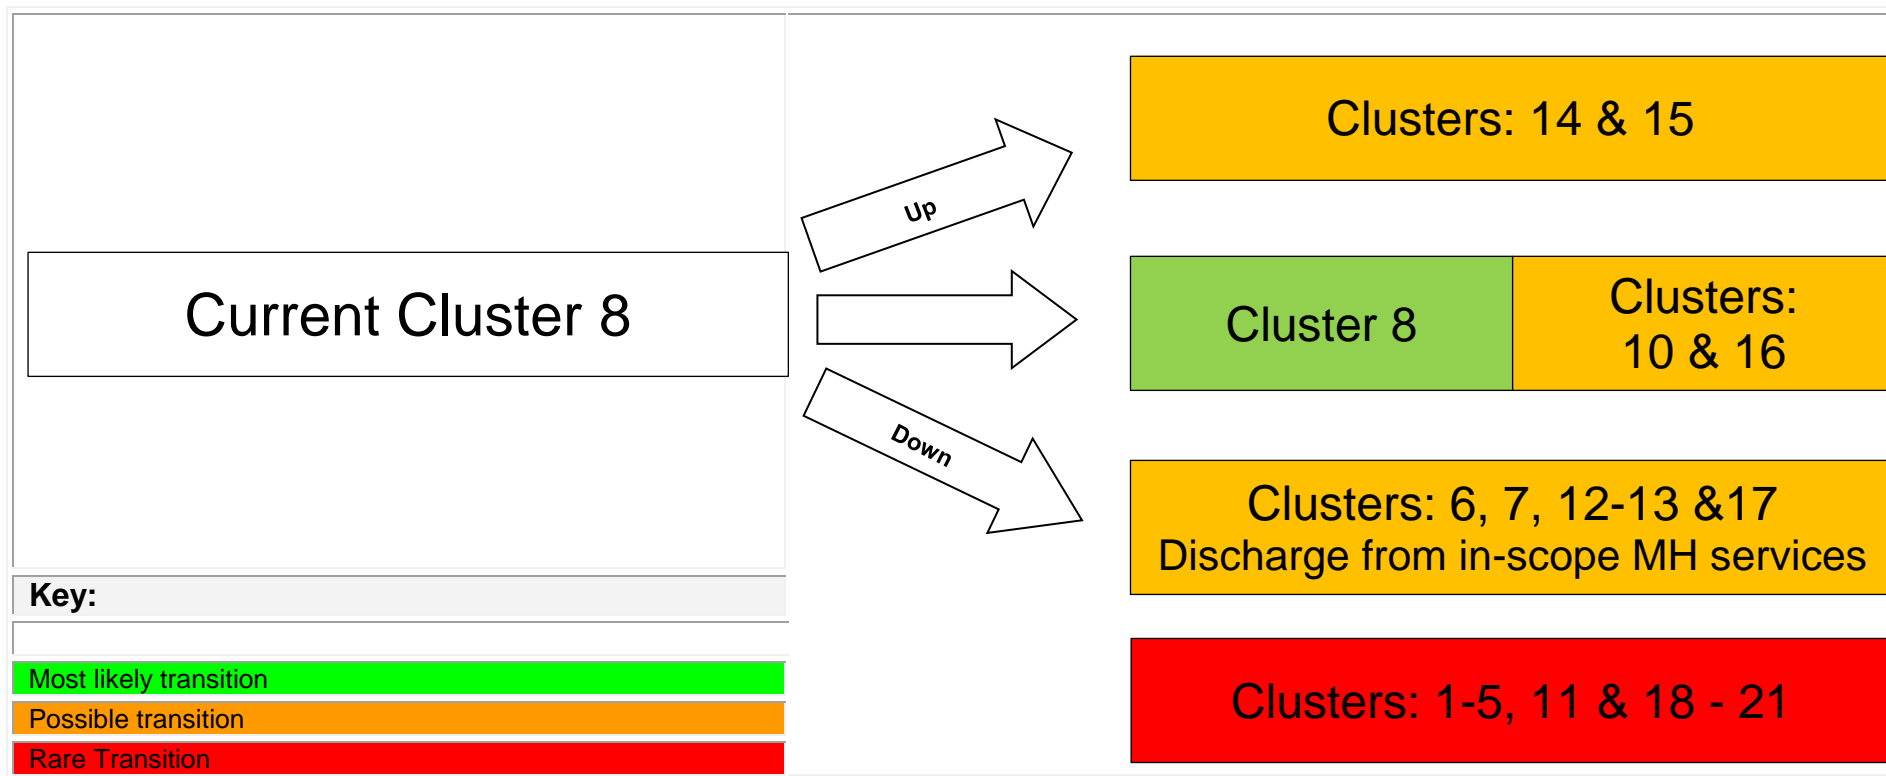 Current Cluster 8
Up
Down
Clusters: 14 & 15
Cluster 8
Clusters:
10 & 16
Clusters: 6, 7, 12-13 &17
Discharge from in-scope MH services
Clusters: 1-5, 11 & 18 - 21
Key:
Most likely transition
Possible transition
Rare Transition